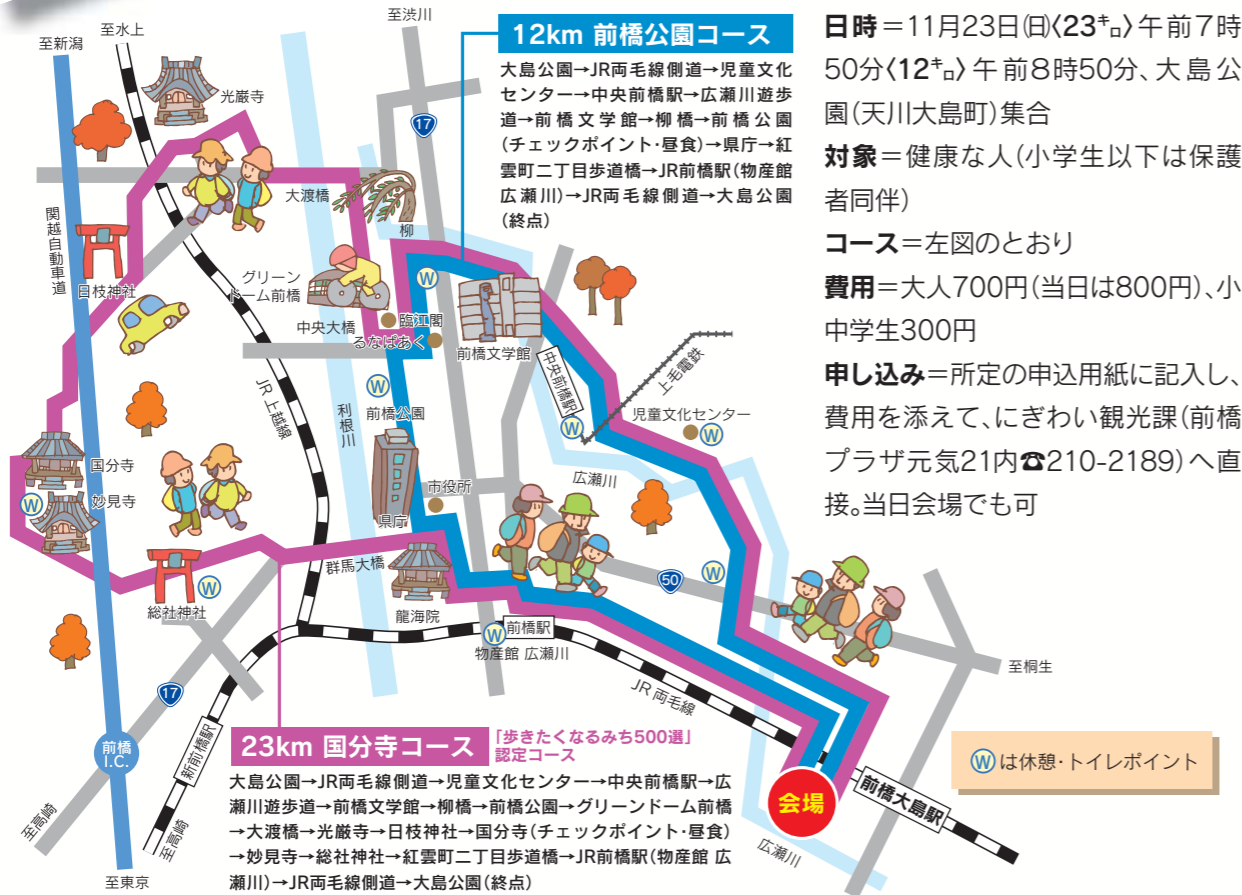 至渋川
至水上
至新潟
光巌寺
17
大渡橋
柳
関越自動車道
日枝神社
グリーン
ドーム前橋
中央大橋
臨江閣
るなぱあく
W
前橋文学館
中央前橋駅
上毛電鉄
W
児童文化センター
W
JR上越線
利根川
W
前橋公園
国分寺
W
妙見寺
市役所
県庁
広瀬川
群馬大橋
50
W
総社神社
W
龍海院
W
前橋駅
物産館 広瀬川
至桐生
JR両毛線
17
新前橋駅
前橋
I.C.
至高崎
至高崎
至東京
会場
前橋大島駅
広瀬川
12km 前橋公園コース
大島公園→JR両毛線側道→児童文化
センター→中央前橋駅→広瀬川遊歩
道→前橋文学館→柳橋→前橋公園
(チェックポイント・昼食)→県庁→紅
雲町二丁目歩道橋→JR前橋駅(物産館
広瀬川)→JR両毛線側道→大島公園
(終点)
23km 国分寺コース
「歩きたくなるみち500選」
認定コース
大島公園→JR両毛線側道→児童文化センター→中央前橋駅→広
瀬川遊歩道→前橋文学館→柳橋→前橋公園→グリーンドーム前橋
→大渡橋→光厳寺→日枝神社→国分寺(チェックポイント・昼食)
→妙見寺→総社神社→紅雲町二丁目歩道橋→JR前橋駅(物産館 広
瀬川)→JR両毛線側道→大島公園(終点)
Wは休憩・トイレポイント
日時=11月23日㈰〈23㌔〉午前7時
50分〈12㌔〉午前8時50分、大島公
園(天川大島町)集合
対象=健康な人(小学生以下は保護
者同伴)
コース=左図のとおり
費用=大人700円(当日は800円)、小
中学生300円
申し込み=所定の申込用紙に記入し、
費用を添えて、にぎわい観光課(前橋
プラザ元気21内☎210-2189)へ直
接。当日会場でも可